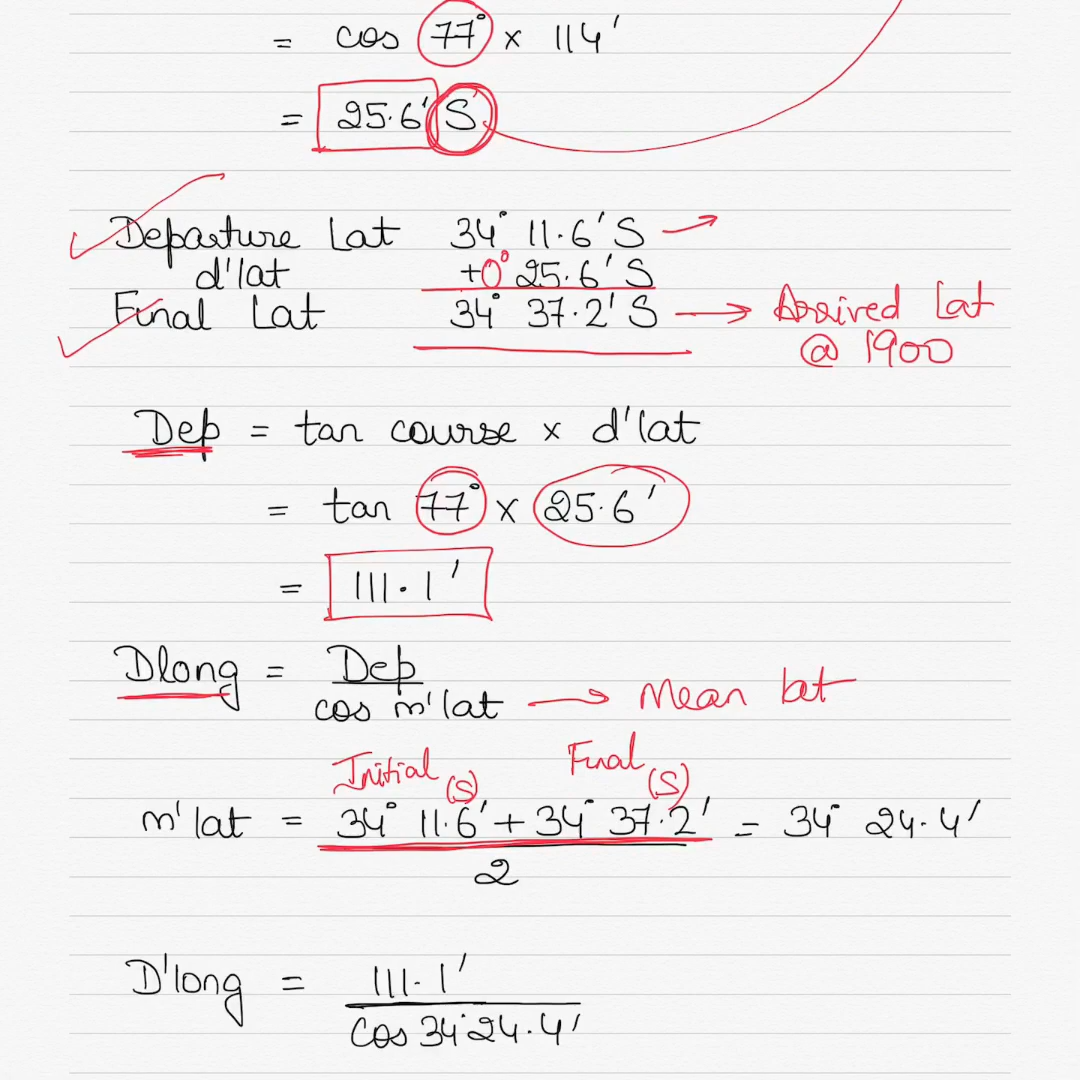 = cos 77° × 114'
= 25.6' S
Departure Lat 34° 11.6' S →
d'lat +0° 25.6' S
Final Lat 34° 37.2' S → Arrived Lat
@ 1900
Dep = tan course × d'lat
= tan 77° × 25.6'
= 111.1'
Dlong = Dep
cos m'lat → Mean lat
Initial (S) Final (S)
m'lat = 34° 11.6' + 34° 37.2' = 34° 24.4'
2
D'long = 111.1'
cos 34° 24.4'